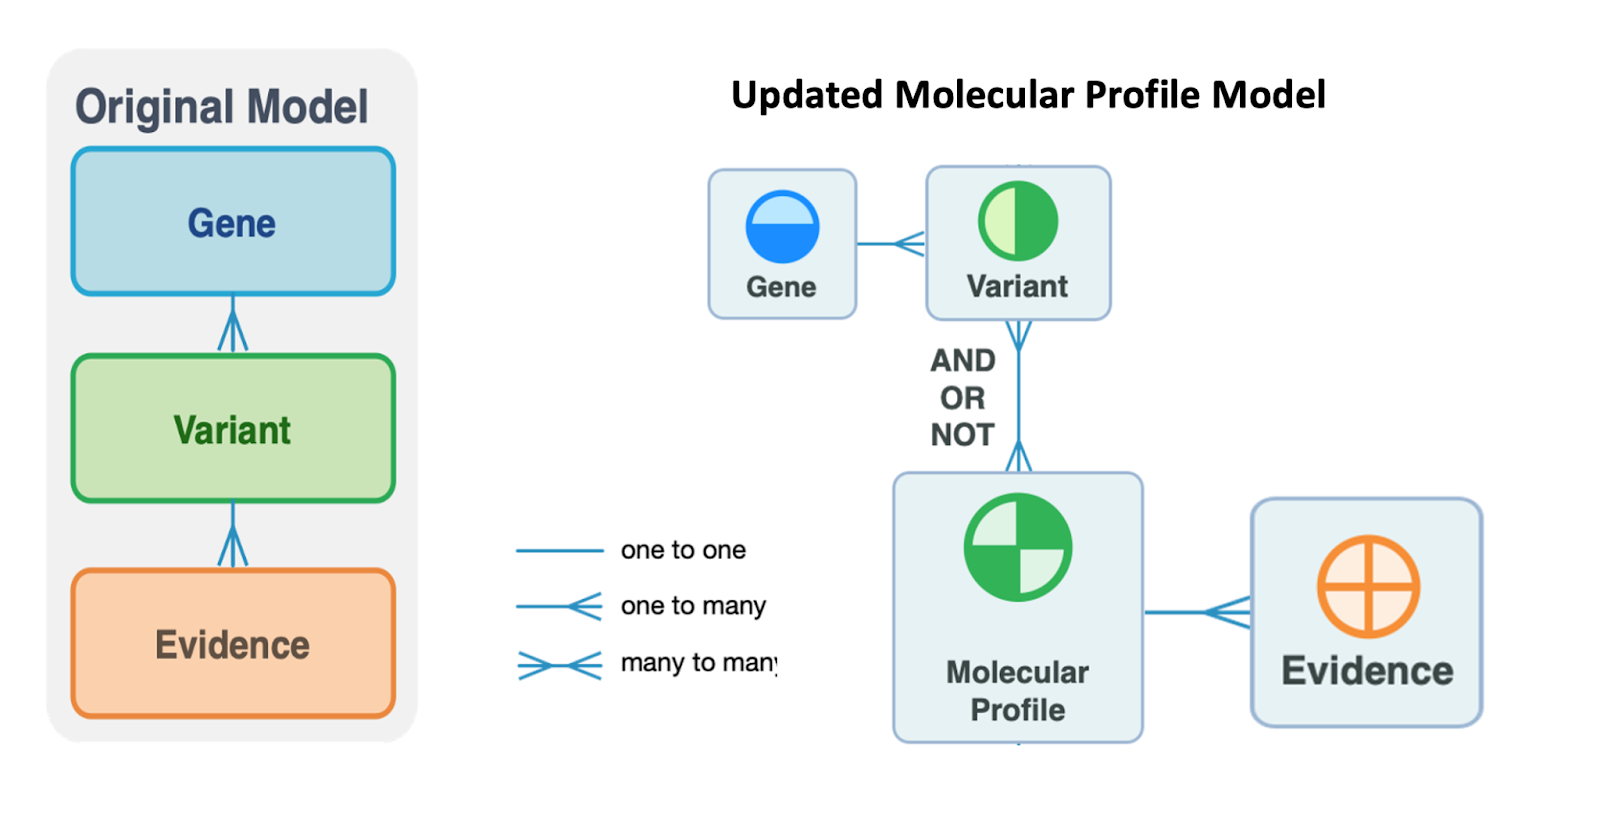 Original Model
Gene
Variant
Evidence
Updated Molecular Profile Model
Gene
Variant
AND
OR
NOT
Molecular
Profile
Evidence
one to one
one to many
many to many